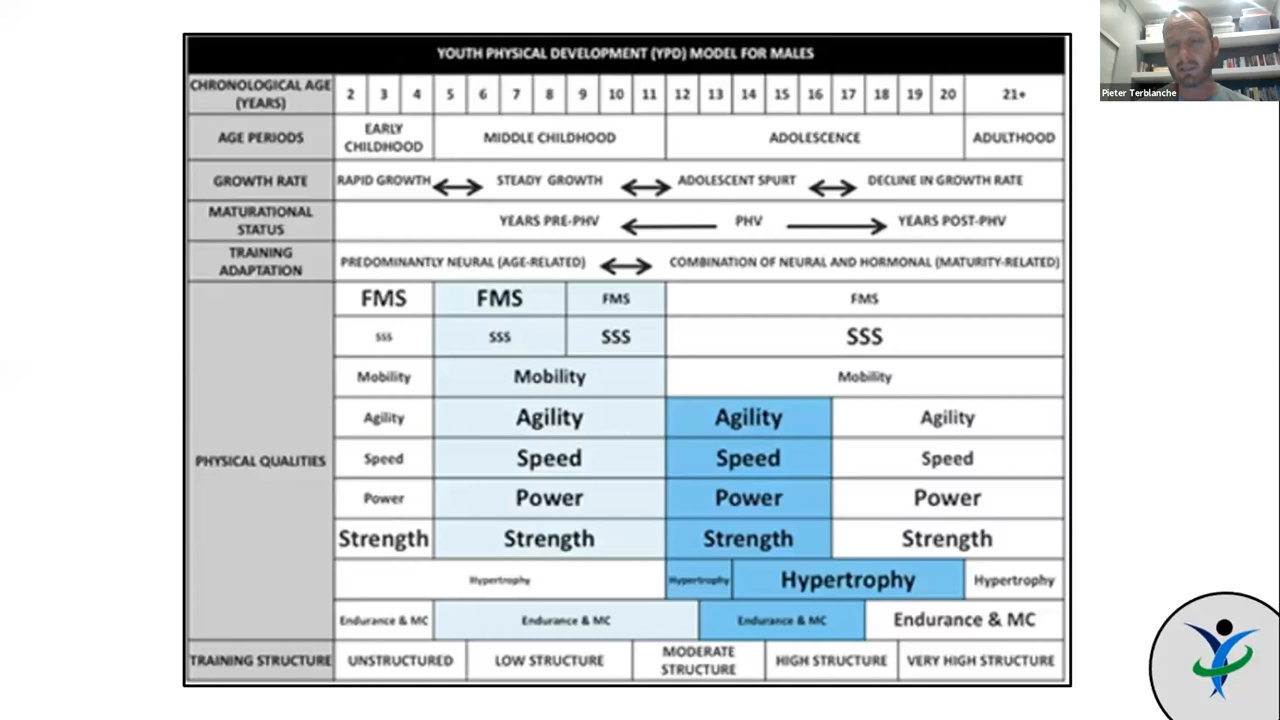 YOUTH PHYSICAL DEVELOPMENT (YPD) MODEL FOR MALES
CHRONOLOGICAL AGE (YEARS) 2 3 4 5 6 7 8 9 10 11 12 13 14 15 16 17 18 19 20 21+
AGE PERIODS EARLY CHILDHOOD MIDDLE CHILDHOOD ADOLESCENCE ADULTHOOD
GROWTH RATE RAPID GROWTH STEADY GROWTH ADOLESCENT SPURT DECLINE IN GROWTH RATE
MATURATIONAL STATUS YEARS PRE-PHV PHV YEARS POST-PHV
TRAINING ADAPTATION PREDOMINANTLY NEURAL (AGE-RELATED) COMBINATION OF NEURAL AND HORMONAL (MATURITY-RELATED)
PHYSICAL QUALITIES
FMS FMS FMS FMS
SSS SSS SSS SSS
Mobility Mobility Mobility
Agility Agility Agility Agility
Speed Speed Speed Speed
Power Power Power Power
Strength Strength Strength Strength
Hypertrophy Hypertrophy Hypertrophy Hypertrophy
Endurance & MC Endurance & MC Endurance & MC Endurance & MC
TRAINING STRUCTURE UNSTRUCTURED LOW STRUCTURE MODERATE STRUCTURE HIGH STRUCTURE VERY HIGH STRUCTURE
Pieter Terblanche